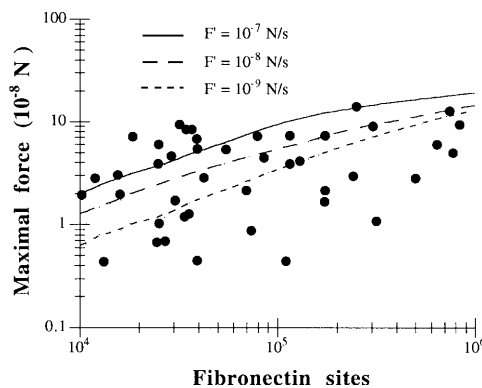 100
F' = 10⁻⁷ N/s
F' = 10⁻⁸ N/s
F' = 10⁻⁹ N/s
10
1
0.1
Maximal force (10⁻⁸ N)
10⁴
10⁵
10⁶
Fibronectin sites